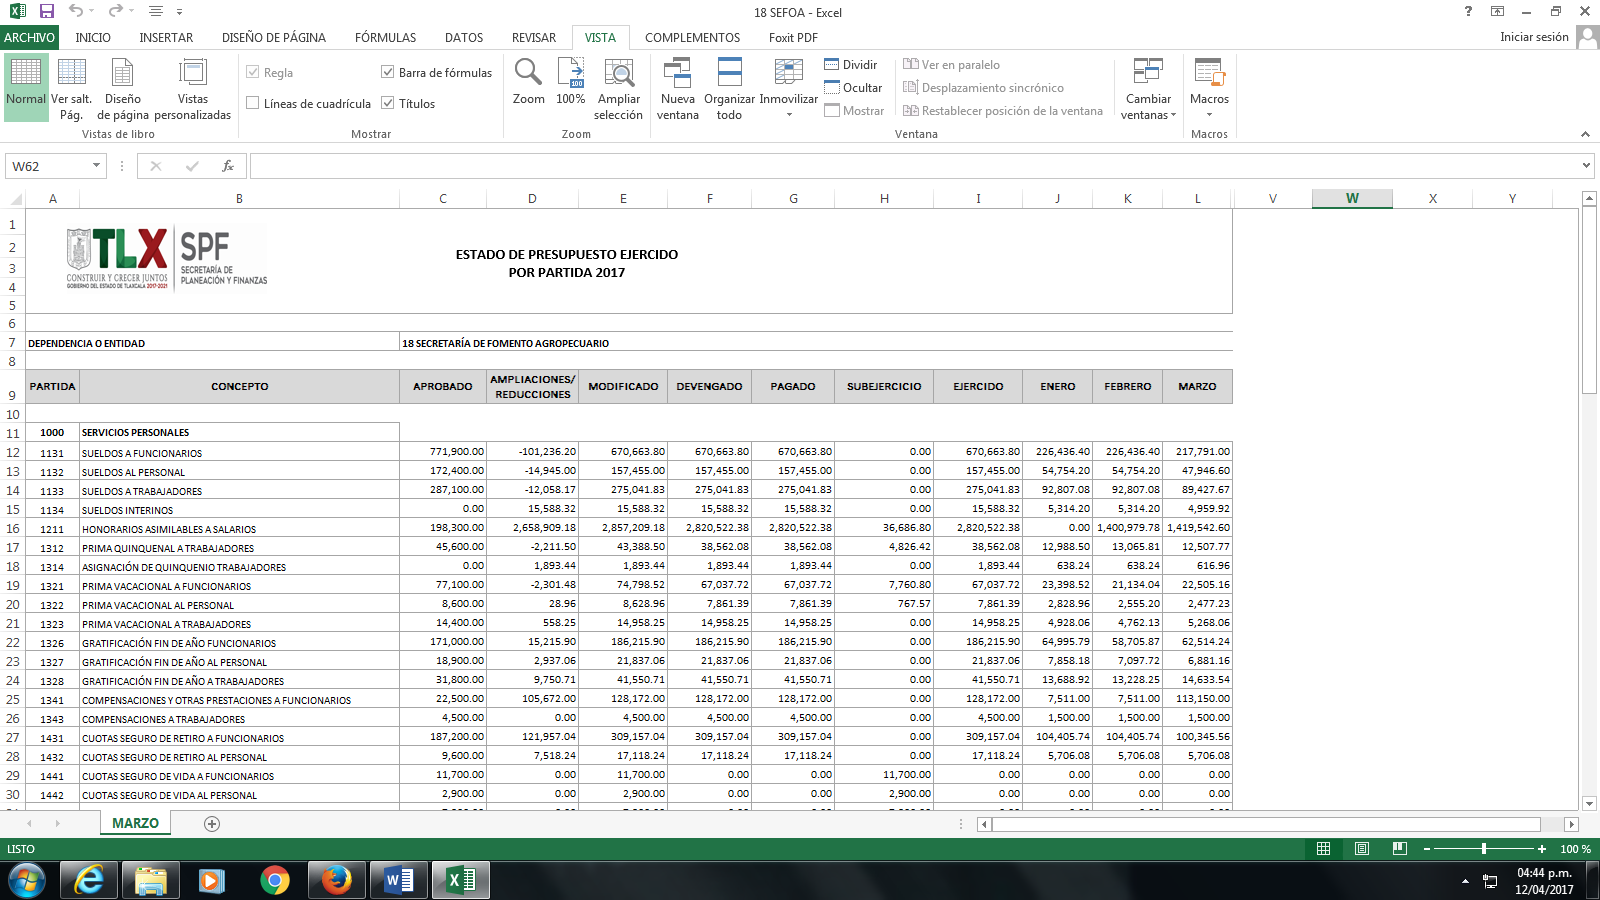 18 SEFOA - Excel
ARCHIVO INICIO INSERTAR DISEÑO DE PÁGINA FÓRMULAS DATOS REVISAR VISTA COMPLEMENTOS Foxit PDF Iniciar sesión
Normal Ver salt. Pág. Diseño de página Vistas personalizadas
Vistas de libro
Regla Barra de fórmulas
Líneas de cuadrícula Títulos
Mostrar
Zoom 100% Ampliar selección
Zoom
Nueva ventana Organizar todo Inmovilizar
Dividir
Ocultar
Mostrar
Ver en paralelo
Desplazamiento sincrónico
Restablecer posición de la ventana
Cambiar ventanas
Ventana
Macros
Macros
W62 fx
A B C D E F G H I J K L V W X Y
1
2
3
4
5
TLX SPF
CONSTRUIR Y CRECER JUNTOS
GOBIERNO DEL ESTADO DE TLAXCALA 2017-2021
SECRETARÍA DE
PLANEACIÓN Y FINANZAS
ESTADO DE PRESUPUESTO EJERCIDO
POR PARTIDA 2017
6
7 DEPENDENCIA O ENTIDAD 18 SECRETARÍA DE FOMENTO AGROPECUARIO
8
9 PARTIDA CONCEPTO APROBADO AMPLIACIONES/ REDUCCIONES MODIFICADO DEVENGADO PAGADO SUBEJERCICIO EJERCIDO ENERO FEBRERO MARZO
10
11 1000 SERVICIOS PERSONALES
12 1131 SUELDOS A FUNCIONARIOS 771,900.00 -101,236.20 670,663.80 670,663.80 670,663.80 0.00 670,663.80 226,436.40 226,436.40 217,791.00
13 1132 SUELDOS AL PERSONAL 172,400.00 -14,945.00 157,455.00 157,455.00 157,455.00 0.00 157,455.00 54,754.20 54,754.20 47,946.60
14 1133 SUELDOS A TRABAJADORES 287,100.00 -12,058.17 275,041.83 275,041.83 275,041.83 0.00 275,041.83 92,807.08 92,807.08 89,427.67
15 1134 SUELDOS INTERINOS 0.00 15,588.32 15,588.32 15,588.32 15,588.32 0.00 15,588.32 5,314.20 5,314.20 4,959.92
16 1211 HONORARIOS ASIMILABLES A SALARIOS 198,300.00 2,658,909.18 2,857,209.18 2,820,522.38 2,820,522.38 36,686.80 2,820,522.38 0.00 1,400,979.78 1,419,542.60
17 1312 PRIMA QUINQUENAL A TRABAJADORES 45,600.00 -2,211.50 43,388.50 38,562.08 38,562.08 4,826.42 38,562.08 12,988.50 13,065.81 12,507.77
18 1314 ASIGNACIÓN DE QUINQUENIO TRABAJADORES 0.00 1,893.44 1,893.44 1,893.44 1,893.44 0.00 1,893.44 638.24 638.24 616.96
19 1321 PRIMA VACACIONAL A FUNCIONARIOS 77,100.00 -2,301.48 74,798.52 67,037.72 67,037.72 7,760.80 67,037.72 23,398.52 21,134.04 22,505.16
20 1322 PRIMA VACACIONAL AL PERSONAL 8,600.00 28.96 8,628.96 7,861.39 7,861.39 767.57 7,861.39 2,828.96 2,555.20 2,477.23
21 1323 PRIMA VACACIONAL A TRABAJADORES 14,400.00 558.25 14,958.25 14,958.25 14,958.25 0.00 14,958.25 4,928.06 4,762.13 5,268.06
22 1326 GRATIFICACIÓN FIN DE AÑO FUNCIONARIOS 171,000.00 15,215.90 186,215.90 186,215.90 186,215.90 0.00 186,215.90 64,995.79 58,705.87 62,514.24
23 1327 GRATIFICACIÓN FIN DE AÑO AL PERSONAL 18,900.00 2,937.06 21,837.06 21,837.06 21,837.06 0.00 21,837.06 7,858.18 7,097.72 6,881.16
24 1328 GRATIFICACIÓN FIN DE AÑO A TRABAJADORES 31,800.00 9,750.71 41,550.71 41,550.71 41,550.71 0.00 41,550.71 13,688.92 13,228.25 14,633.54
25 1341 COMPENSACIONES Y OTRAS PRESTACIONES A FUNCIONARIOS 22,500.00 105,672.00 128,172.00 128,172.00 128,172.00 0.00 128,172.00 7,511.00 7,511.00 113,150.00
26 1343 COMPENSACIONES A TRABAJADORES 4,500.00 0.00 4,500.00 4,500.00 4,500.00 0.00 4,500.00 1,500.00 1,500.00 1,500.00
27 1431 CUOTAS SEGURO DE RETIRO A FUNCIONARIOS 187,200.00 121,957.04 309,157.04 309,157.04 309,157.04 0.00 309,157.04 104,405.74 104,405.74 100,345.56
28 1432 CUOTAS SEGURO DE RETIRO AL PERSONAL 9,600.00 7,518.24 17,118.24 17,118.24 17,118.24 0.00 17,118.24 5,706.08 5,706.08 5,706.08
29 1441 CUOTAS SEGURO DE VIDA A FUNCIONARIOS 11,700.00 0.00 11,700.00 0.00 0.00 11,700.00 0.00 0.00 0.00 0.00
30 1442 CUOTAS SEGURO DE VIDA AL PERSONAL 2,900.00 0.00 2,900.00 0.00 0.00 2,900.00 0.00 0.00 0.00 0.00
MARZO
LISTO 100 %
04:44 p.m.
12/04/2017